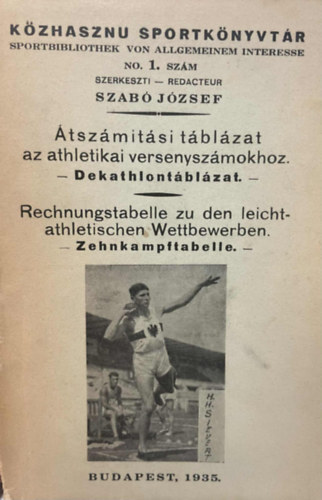 KÖZHASZNU SPORTKÖNYVTÁR
SPORTBIBLIOTHEK VON ALLGEMEINEM INTERESSE
NO. 1. SZÁM
SZERKESZTI — REDACTEUR
SZABÓ JÓZSEF
Átszámitási táblázat
az athletikai versenyszámokhoz.
— Dekathlontáblázat. —
Rechnungstabelle zu den leicht-
athletischen Wettbewerben.
— Zehnkampftabelle. —
H. H. SIEVERT
BUDAPEST, 1935.